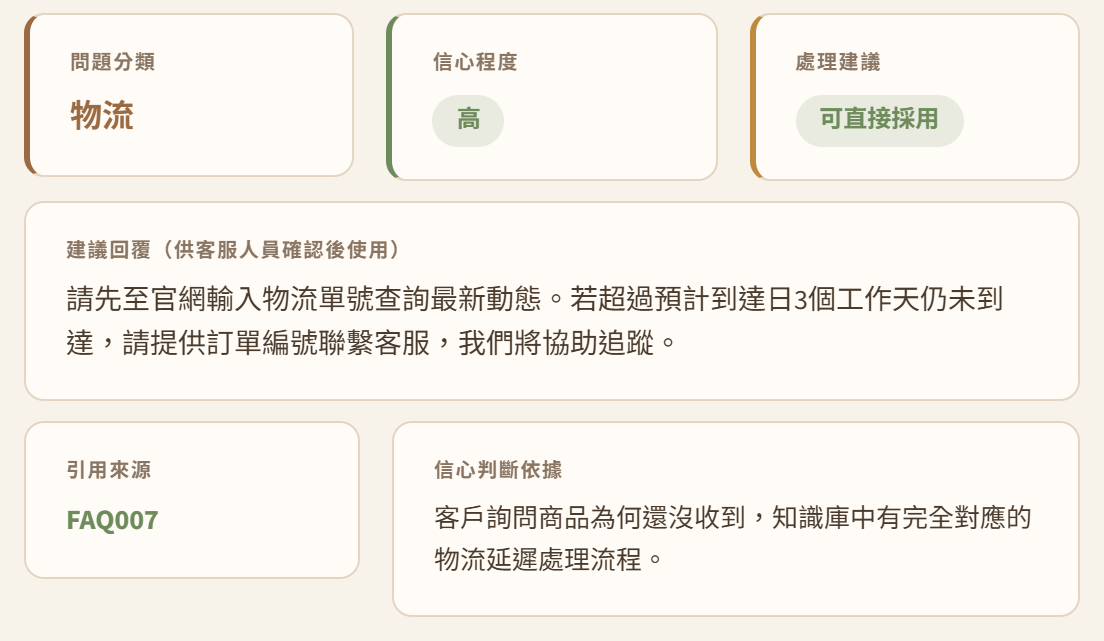 問題分類
物流
信心程度
高
處理建議
可直接採用
建議回覆（供客服人員確認後使用）
請先至官網輸入物流單號查詢最新動態。若超過預計到達日3個工作天仍未到
達，請提供訂單編號聯繫客服，我們將協助追蹤。
引用來源
FAQ007
信心判斷依據
客戶詢問商品為何還沒收到，知識庫中有完全對應的
物流延遲處理流程。